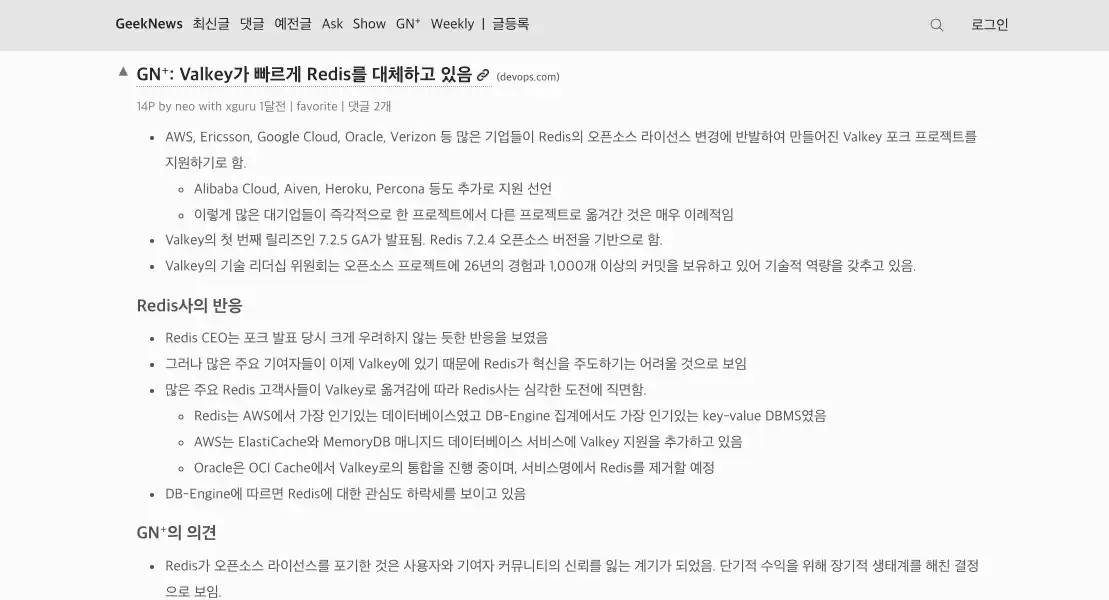 GeekNews 최신글 댓글 예전글 Ask Show GN⁺ Weekly | 글등록 로그인
▲ GN⁺: Valkey가 빠르게 Redis를 대체하고 있음 (devops.com)
14P by neo with xguru 1달전 | favorite | 댓글 2개
• AWS, Ericsson, Google Cloud, Oracle, Verizon 등 많은 기업들이 Redis의 오픈소스 라이선스 변경에 반발하여 만들어진 Valkey 포크 프로젝트를
지원하기로 함.
◦ Alibaba Cloud, Aiven, Heroku, Percona 등도 추가로 지원 선언
◦ 이렇게 많은 대기업들이 즉각적으로 한 프로젝트에서 다른 프로젝트로 옮겨간 것은 매우 이례적임
• Valkey의 첫 번째 릴리즈인 7.2.5 GA가 발표됨. Redis 7.2.4 오픈소스 버전을 기반으로 함.
• Valkey의 기술 리더십 위원회는 오픈소스 프로젝트에 26년의 경험과 1,000개 이상의 커밋을 보유하고 있어 기술적 역량을 갖추고 있음.
Redis사의 반응
• Redis CEO는 포크 발표 당시 크게 우려하지 않는 듯한 반응을 보였음
• 그러나 많은 주요 기여자들이 이제 Valkey에 있기 때문에 Redis가 혁신을 주도하기는 어려울 것으로 보임
• 많은 주요 Redis 고객사들이 Valkey로 옮겨감에 따라 Redis사는 심각한 도전에 직면함.
◦ Redis는 AWS에서 가장 인기있는 데이터베이스였고 DB-Engine 집계에서도 가장 인기있는 key-value DBMS였음
◦ AWS는 ElastiCache와 MemoryDB 매니지드 데이터베이스 서비스에 Valkey 지원을 추가하고 있음
◦ Oracle은 OCI Cache에서 Valkey로의 통합을 진행 중이며, 서비스명에서 Redis를 제거할 예정
• DB-Engine에 따르면 Redis에 대한 관심도 하락세를 보이고 있음
GN⁺의 의견
• Redis가 오픈소스 라이선스를 포기한 것은 사용자와 기여자 커뮤니티의 신뢰를 잃는 계기가 되었음. 단기적 수익을 위해 장기적 생태계를 해친 결정
으로 보임.